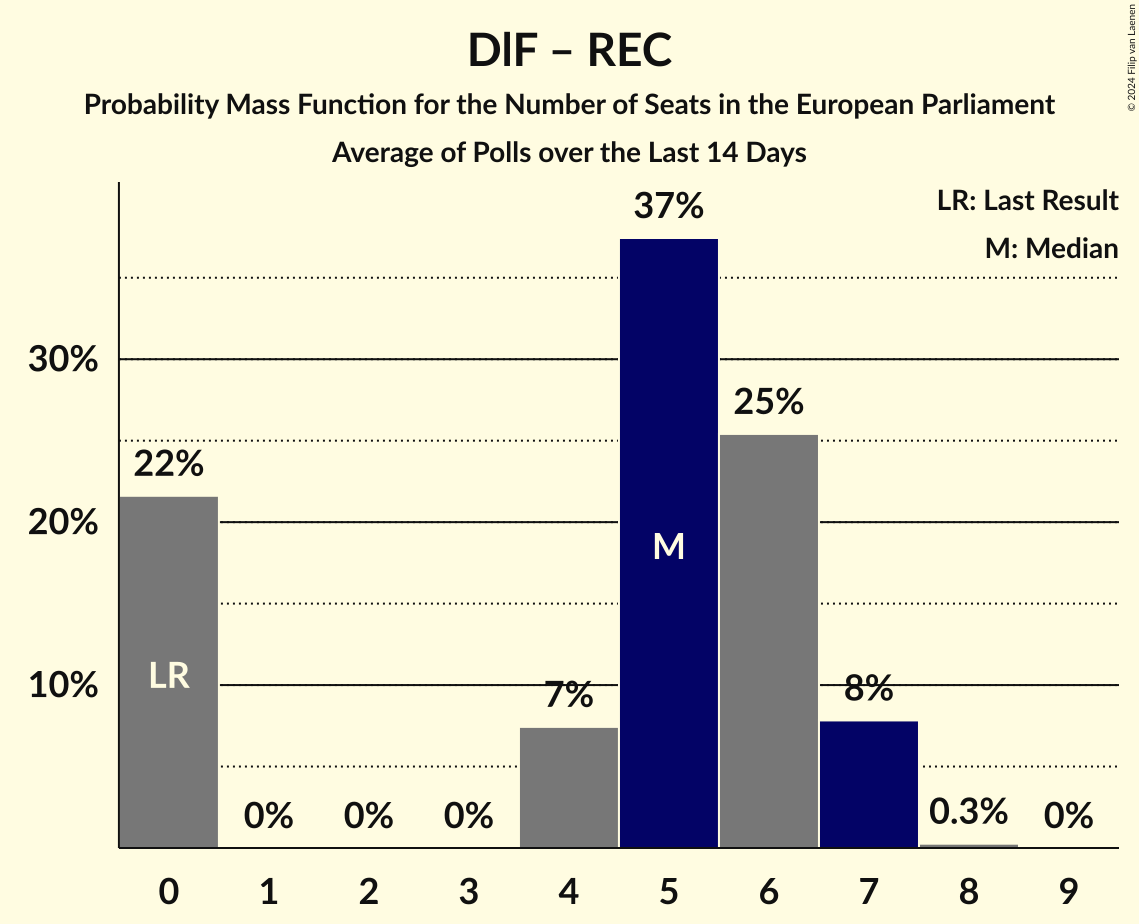 DIF – REC
Probability Mass Function for the Number of Seats in the European Parliament
Average of Polls over the Last 14 Days
© 2024 Filip van Laenen
LR: Last Result
M: Median
37%
30%
25%
22%
20%
M
LR
10%
7%
8%
0%
0%
0%
0.3%
0%
0
1
2
3
4
5
6
7
8
9